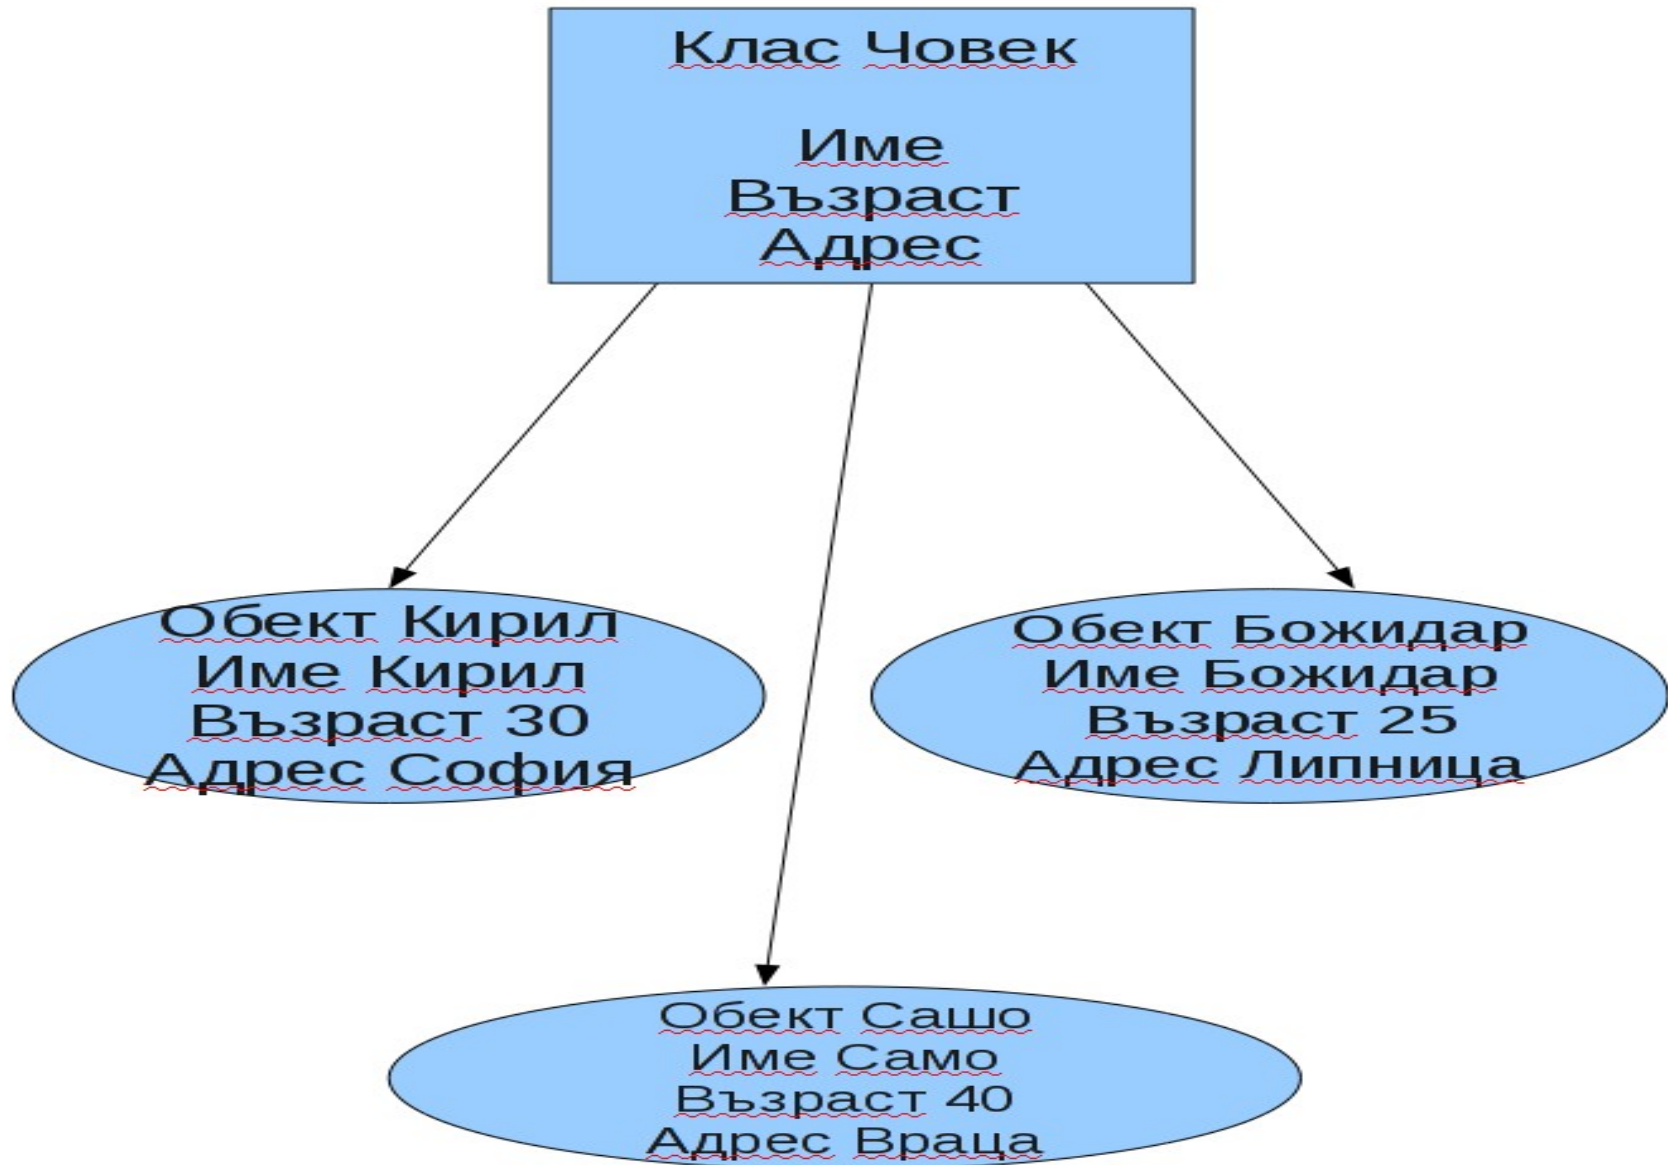 Клас Човек
Име
Възраст
Адрес
Обект Кирил
Име Кирил
Възраст 30
Адрес София
Обект Божидар
Име Божидар
Възраст 25
Адрес Липница
Обект Сашо
Име Само
Възраст 40
Адрес Враца